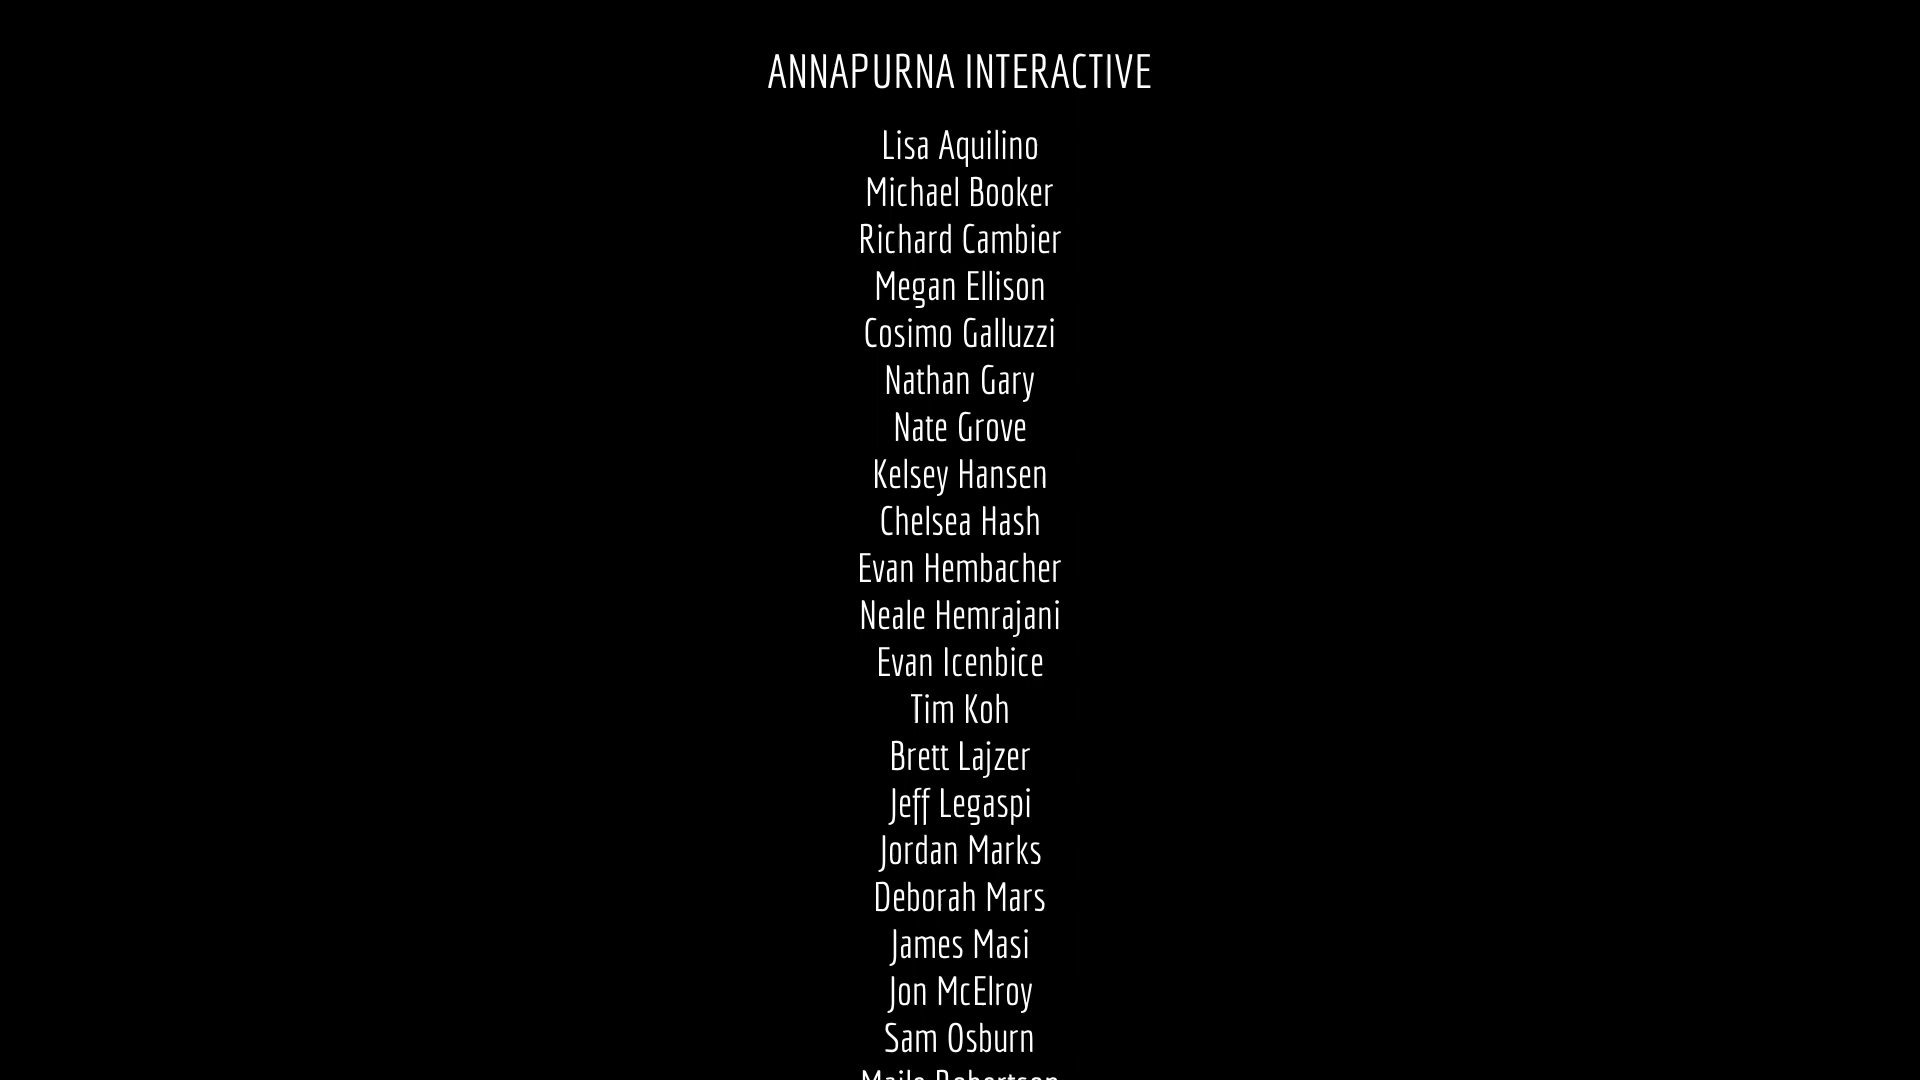 ANNAPURNA INTERACTIVE
Lisa Aquilino
Michael Booker
Richard Cambier
Megan Ellison
Cosimo Galluzzi
Nathan Gary
Nate Grove
Kelsey Hansen
Chelsea Hash
Evan Hembacher
Neale Hemrajani
Evan Icenbice
Tim Koh
Brett Lajzer
Jeff Legaspi
Jordan Marks
Deborah Mars
James Masi
Jon McElroy
Sam Osburn